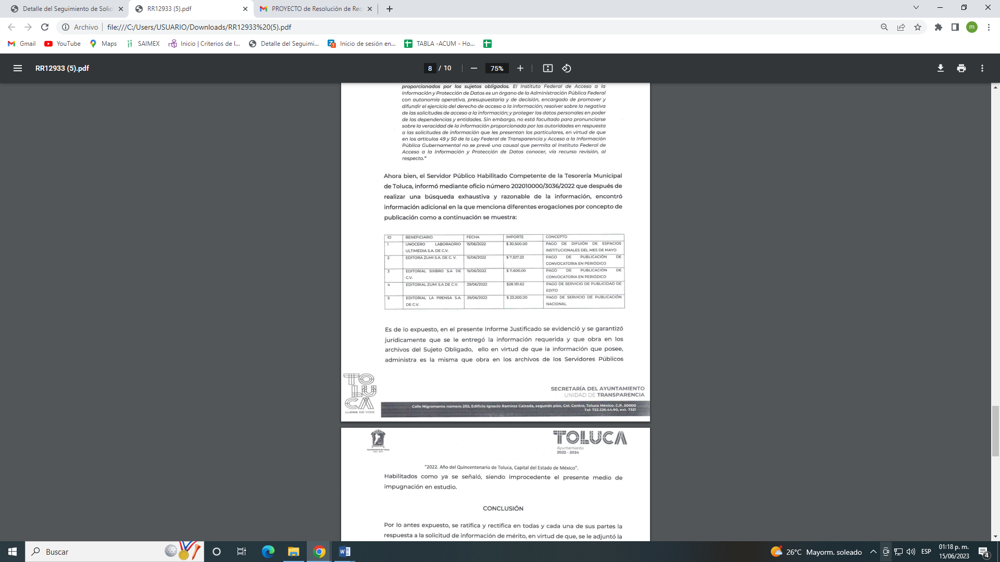 Detalle del Seguimiento de Solici
RR12933 (5).pdf
PROYECTO de Resolución de Rec
Archivo
file:///C:/Users/USUARIO/Downloads/RR12933%20(5).pdf
m
Gmail
YouTube
Maps
SAIMEX
Inicio | Criterios de I...
Detalle del Seguimi...
Inicio de sesión en...
TABLA -ACUM - Ho...
RR12933 (5).pdf
8 / 10
75%
proporcionados por los sujetos obligados. El Instituto Federal de Acceso a la
Información y Protección de Datos es un órgano de la Administración Pública Federal
con autonomía operativa, presupuestaria y de decisión, encargado de promover y
difundir el ejercicio del derecho de acceso a la información; resolver sobre la negativa
de las solicitudes de acceso a la información; y proteger los datos personales en poder
de las dependencias y entidades. Sin embargo, no está facultado para pronunciarse
sobre la veracidad de la información proporcionada por las autoridades en respuesta
a las solicitudes de información que les presentan los particulares, en virtud de que
en los artículos 49 y 50 de la Ley Federal de Transparencia y Acceso a la Información
Pública Gubernamental no se prevé una causal que permita al Instituto Federal de
Acceso a la Información y Protección de Datos conocer, vía recurso revisión, al
respecto."
Ahora bien, el Servidor Público Habilitado Competente de la Tesorería Municipal
de Toluca, informó mediante oficio número 202010000/3036/2022 que después de
realizar una búsqueda exhaustiva y razonable de la información, encontró
información adicional en la que menciona diferentes erogaciones por concepto de
publicación como a continuación se muestra:
ID BENEFICIARIO FECHA IMPORTE CONCEPTO
1 UNOCERO LABORAORIO 15/06/2022 $ 30,500.00 PAGO DE DIFUIÓN DE ESPACIOS
ULTIMEDIA S.A. DE C.V. INSTITUCIONALES DEL MES DE MAYO
2 EDITORA ZUMI S.A. DE C. V. 15/06/2022 $ 7,327.23 PAGO DE PUBLICACIÓN DE
CONVOCATORIA EN PERIÓDICO
3 EDITORIAL SIXBRO S.A DE 15/06/2022 $ 11,600.00 PAGO DE PUBLICACIÓN DE
C.V. CONVOCATORIA EN PERIÓDICO
4 EDITORIAL ZUMI S.A DE C.V. 29/06/2022 $28,181.62 PAGO DE SERVICIO DE PUBLICIDAD DE
EDITO
5 EDITORIAL LA PRENSA S.A. 29/06/2022 $ 23,200.00 PAGO DE SERVICIO DE PUBLICACIÓN
DE C.V. NACIONAL
Es de lo expuesto, en el presente Informe Justificado se evidenció y se garantizó
jurídicamente que se le entregó la información requerida y que obra en los
archivos del Sujeto Obligado, ello en virtud de que la información que posee,
administra es la misma que obra en los archivos de los Servidores Públicos
TOLUCA
LLENA DE VIDA
SECRETARÍA DEL AYUNTAMIENTO
UNIDAD DE TRANSPARENCIA
Calle Nigromante número 202, Edificio Ignacio Ramírez Calzada, segundo piso, Col. Centro, Toluca México. C.P. 50000
Tel: 722.226.44.90, ext. 7321
Ayuntamiento de Toluca
TOLUCA
Ayuntamiento
2022 - 2024
"2022. Año del Quincentenario de Toluca, Capital del Estado de México".
Habilitados como ya se señaló, siendo improcedente el presente medio de
impugnación en estudio.
CONCLUSIÓN
Por lo antes expuesto, se ratifica y rectifica en todas y cada una de sus partes la
respuesta a la solicitud de información de mérito, en virtud de que, se le adjuntó la
Buscar
26°C Mayorm. soleado
ESP
01:18 p. m.
15/06/2023
4